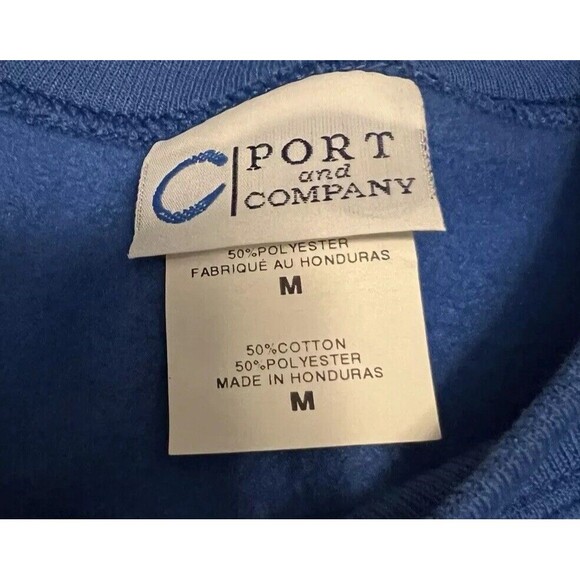 PORT
and
COMPANY
50%POLYESTER
FABRIQUÉ AU HONDURAS
M
50%COTTON
50%POLYESTER
MADE IN HONDURAS
M